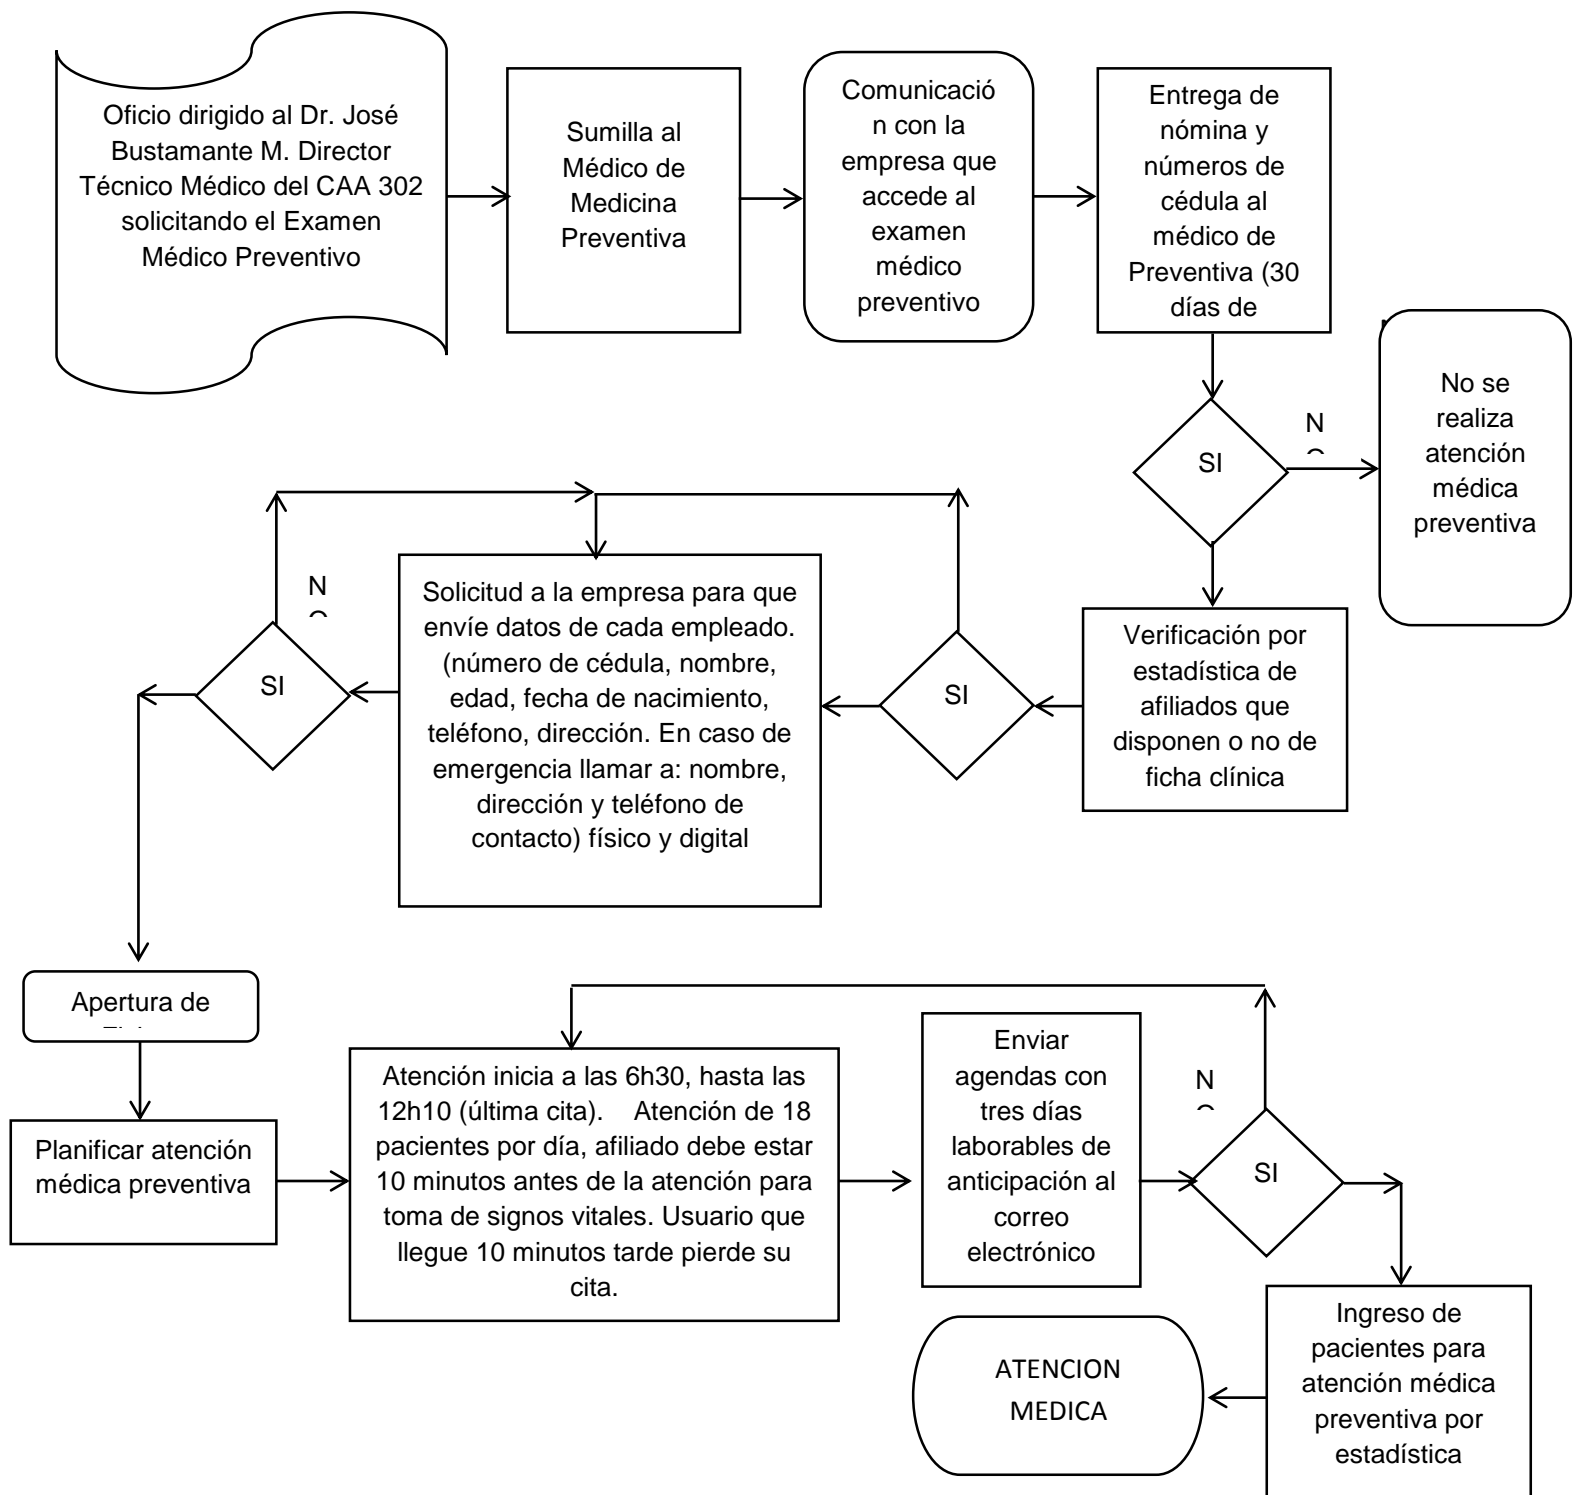 Oficio dirigido al Dr. José
Bustamante M. Director
Técnico Médico del CAA 302
solicitando el Examen
Médico Preventivo
Sumilla al
Médico de
Medicina
Preventiva
Comunicació
n con la
empresa que
accede al
examen
médico
preventivo
Entrega de
nómina y
números de
cédula al
médico de
Preventiva (30
días de
No se
realiza
atención
médica
preventiva
SI
N
Verificación por
estadística de
afiliados que
disponen o no de
ficha clínica
SI
Solicitud a la empresa para que
envíe datos de cada empleado.
(número de cédula, nombre,
edad, fecha de nacimiento,
teléfono, dirección. En caso de
emergencia llamar a: nombre,
dirección y teléfono de
contacto) físico y digital
N
SI
Apertura de
Planificar atención
médica preventiva
Atención inicia a las 6h30, hasta las
12h10 (última cita). Atención de 18
pacientes por día, afiliado debe estar
10 minutos antes de la atención para
toma de signos vitales. Usuario que
llegue 10 minutos tarde pierde su
cita.
Enviar
agendas con
tres días
laborables de
anticipación al
correo
electrónico
N
SI
Ingreso de
pacientes para
atención médica
preventiva por
estadística
ATENCION
MEDICA